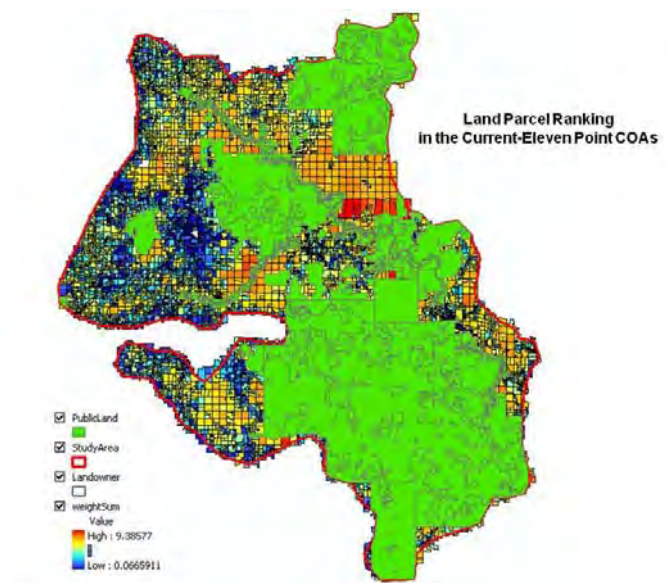 Land Parcel Ranking
in the Current-Eleven Point COAs
PublicLand
StudyArea
Landowner
weightSum
Value
High : 9.38577
Low : 0.0665911